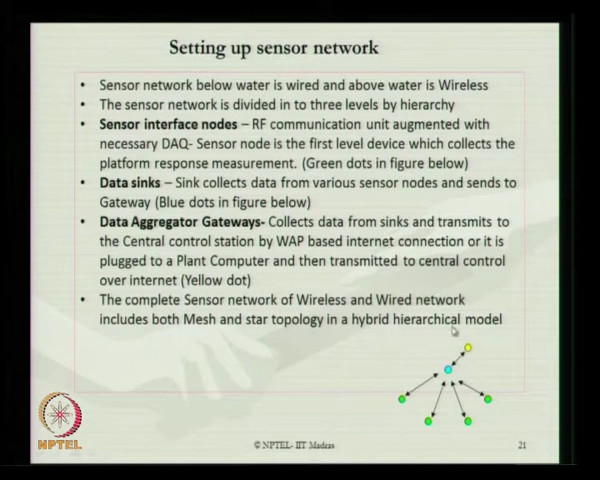 Setting up sensor network
• Sensor network below water is wired and above water is Wireless
• The sensor network is divided in to three levels by hierarchy
• Sensor interface nodes – RF communication unit augmented with
necessary DAQ- Sensor node is the first level device which collects the
platform response measurement. (Green dots in figure below)
• Data sinks – Sink collects data from various sensor nodes and sends to
Gateway (Blue dots in figure below)
• Data Aggregator Gateways- Collects data from sinks and transmits to
the Central control station by WAP based internet connection or it is
plugged to a Plant Computer and then transmitted to central control
over internet (Yellow dot)
• The complete Sensor network of Wireless and Wired network
includes both Mesh and star topology in a hybrid hierarchical model
NPTEL
© NPTEL- IIT Madras
21